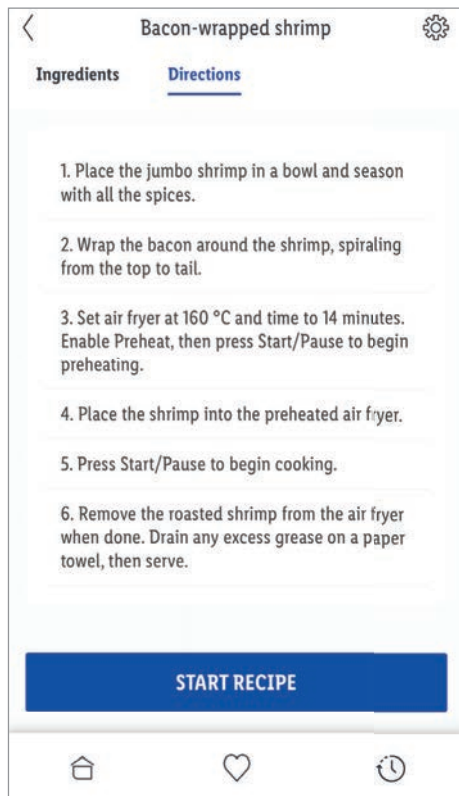 Bacon-wrapped shrimp
Ingredients Directions
1. Place the jumbo shrimp in a bowl and season
with all the spices.
2. Wrap the bacon around the shrimp, spiraling
from the top to tail.
3. Set air fryer at 160 °C and time to 14 minutes.
Enable Preheat, then press Start/Pause to begin
preheating.
4. Place the shrimp into the preheated air fryer.
5. Press Start/Pause to begin cooking.
6. Remove the roasted shrimp from the air fryer
when done. Drain any excess grease on a paper
towel, then serve.
START RECIPE